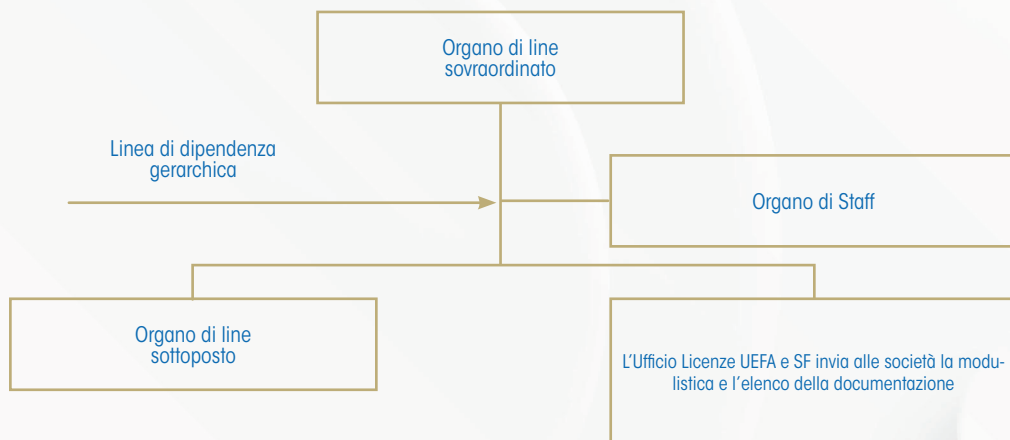 Organo di line
sovraordinato
Linea di dipendenza
gerarchica
Organo di Staff
Organo di line
sottoposto
L'Ufficio Licenze UEFA e SF invia alle società la modu-
listica e l'elenco della documentazione